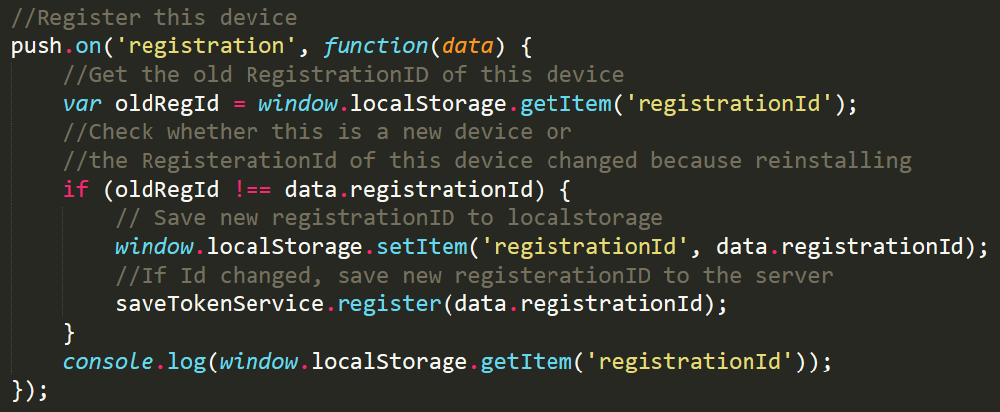 //Register this device
push.on('registration', function(data) {
    //Get the old RegistrationID of this device
    var oldRegId = window.localStorage.getItem('registrationId');
    //Check whether this is a new device or
    //the RegisterationId of this device changed because reinstalling
    if (oldRegId !== data.registrationId) {
        // Save new registrationID to localstorage
        window.localStorage.setItem('registrationId', data.registrationId);
        //If Id changed, save new registerationID to the server
        saveTokenService.register(data.registrationId);
    }
    console.log(window.localStorage.getItem('registrationId'));
});